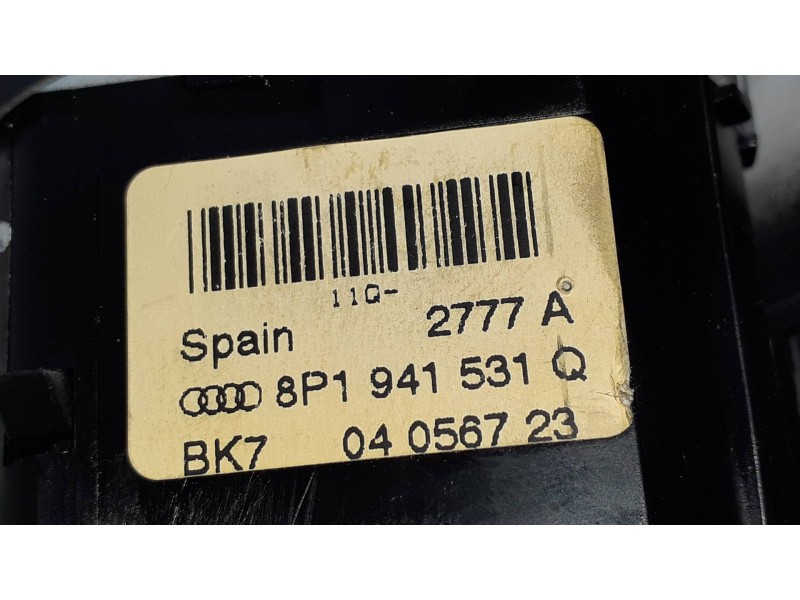 11Q-
Spain 2777 A
8P1 941 531 Q
BK7 04 0567 23